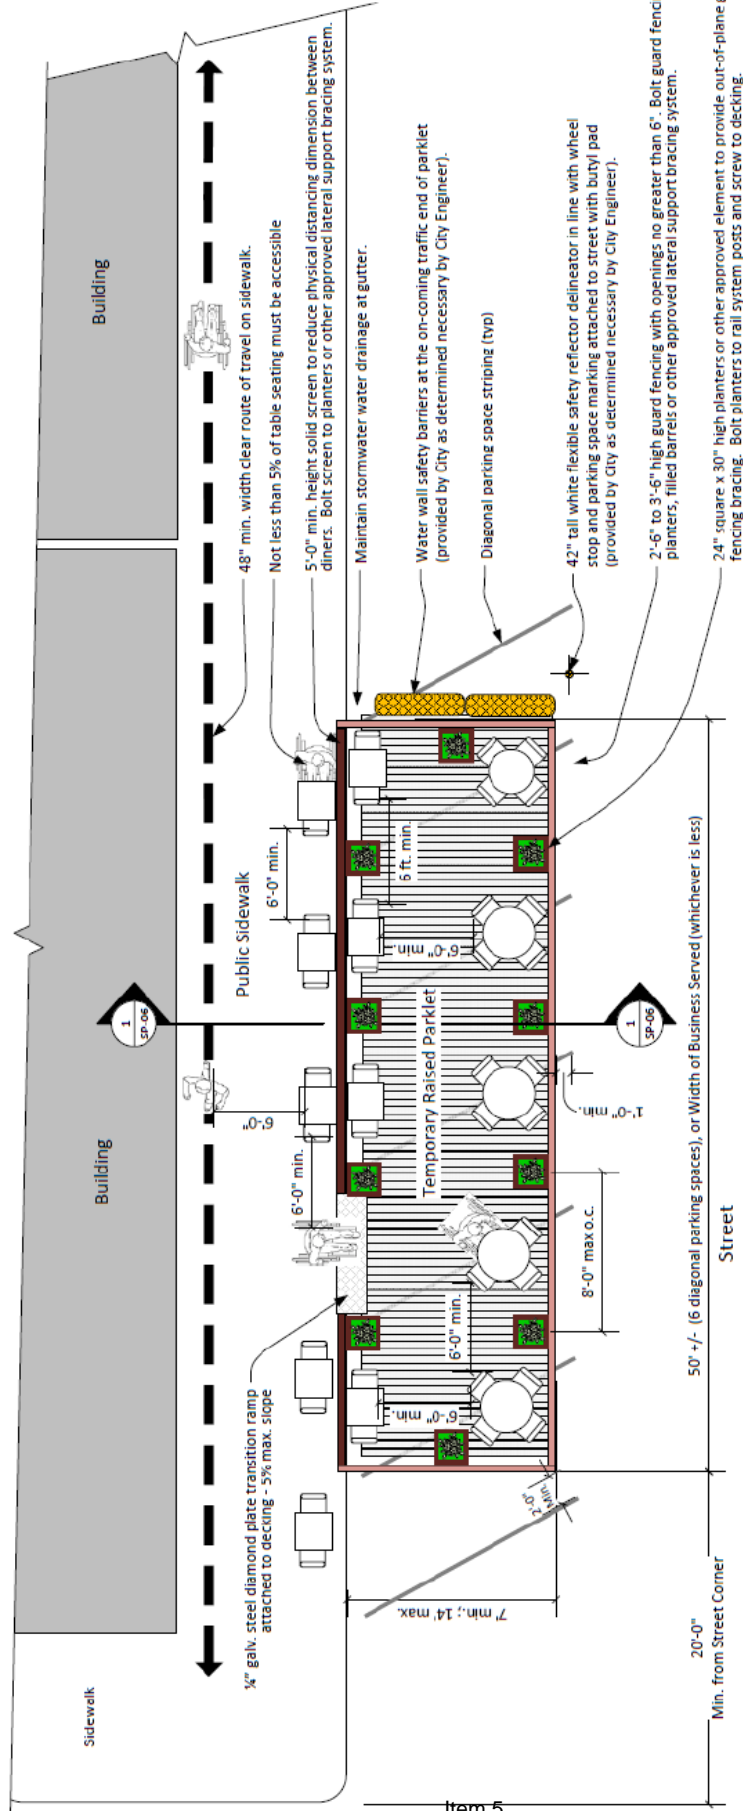 Building
Building
Sidewalk
48" min. width clear route of travel on sidewalk.
Not less than 5% of table seating must be accessible
5'-0" min. height solid screen to reduce physical distancing dimension between
diners. Bolt screen to planters or other approved lateral support bracing system.
Maintain stormwater water drainage at gutter.
Water wall safety barriers at the on-coming traffic end of parklet
(provided by City as determined necessary by City Engineer).
Diagonal parking space striping (typ)
42" tall white flexible safety reflector delineator in line with wheel
stop and parking space marking attached to street with butyl pad
(provided by City as determined necessary by City Engineer).
2'-6" to 3'-6" high guard fencing with openings no greater than 6". Bolt guard fenci
planters, filled barrels or other approved lateral support bracing system.
24" square x 30" high planters or other approved element to provide out-of-plane
fencing bracing. Bolt planters to rail system posts and screw to decking.
Public Sidewalk
1
SP-06
1
SP-06
6'-0" min.
6'-0"
6'-0" min.
6 ft. min.
6'-0" min.
Temporary Raised Parklet
1'-0" min.
8'-0" max o.c.
6'-0" min.
6'-0" min.
¼" galv. steel diamond plate transition ramp
attached to decking - 5% max. slope
2'-0"
Min.
7' min.; 14' max.
50' +/- (6 diagonal parking spaces), or Width of Business Served (whichever is less)
Street
20'-0"
Min. from Street Corner
Item 5